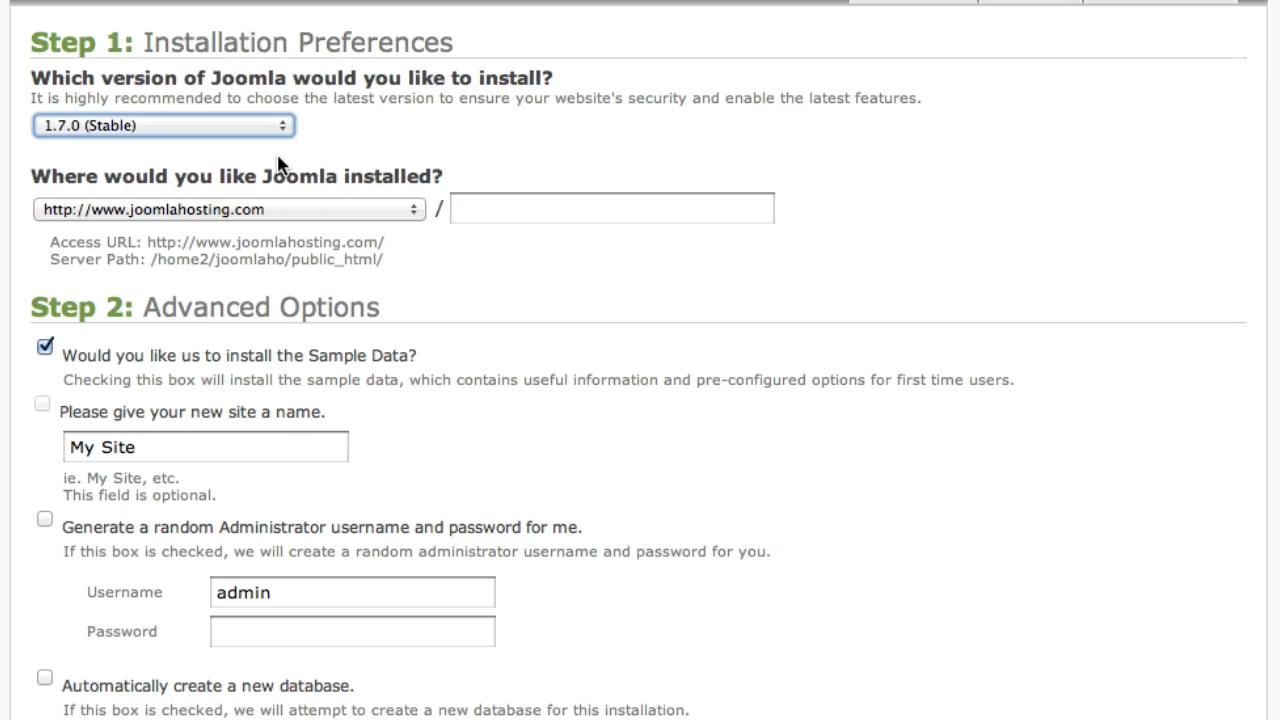 Step 1: Installation Preferences
Which version of Joomla would you like to install?
It is highly recommended to choose the latest version to ensure your website's security and enable the latest features.
1.7.0 (Stable)
Where would you like Joomla installed?
http://www.joomlahosting.com /
Access URL: http://www.joomlahosting.com/
Server Path: /home2/joomlaho/public_html/
Step 2: Advanced Options
Would you like us to install the Sample Data?
Checking this box will install the sample data, which contains useful information and pre-configured options for first time users.
Please give your new site a name.
My Site
ie. My Site, etc.
This field is optional.
Generate a random Administrator username and password for me.
If this box is checked, we will create a random administrator username and password for you.
Username admin
Password
Automatically create a new database.
If this box is checked, we will attempt to create a new database for this installation.